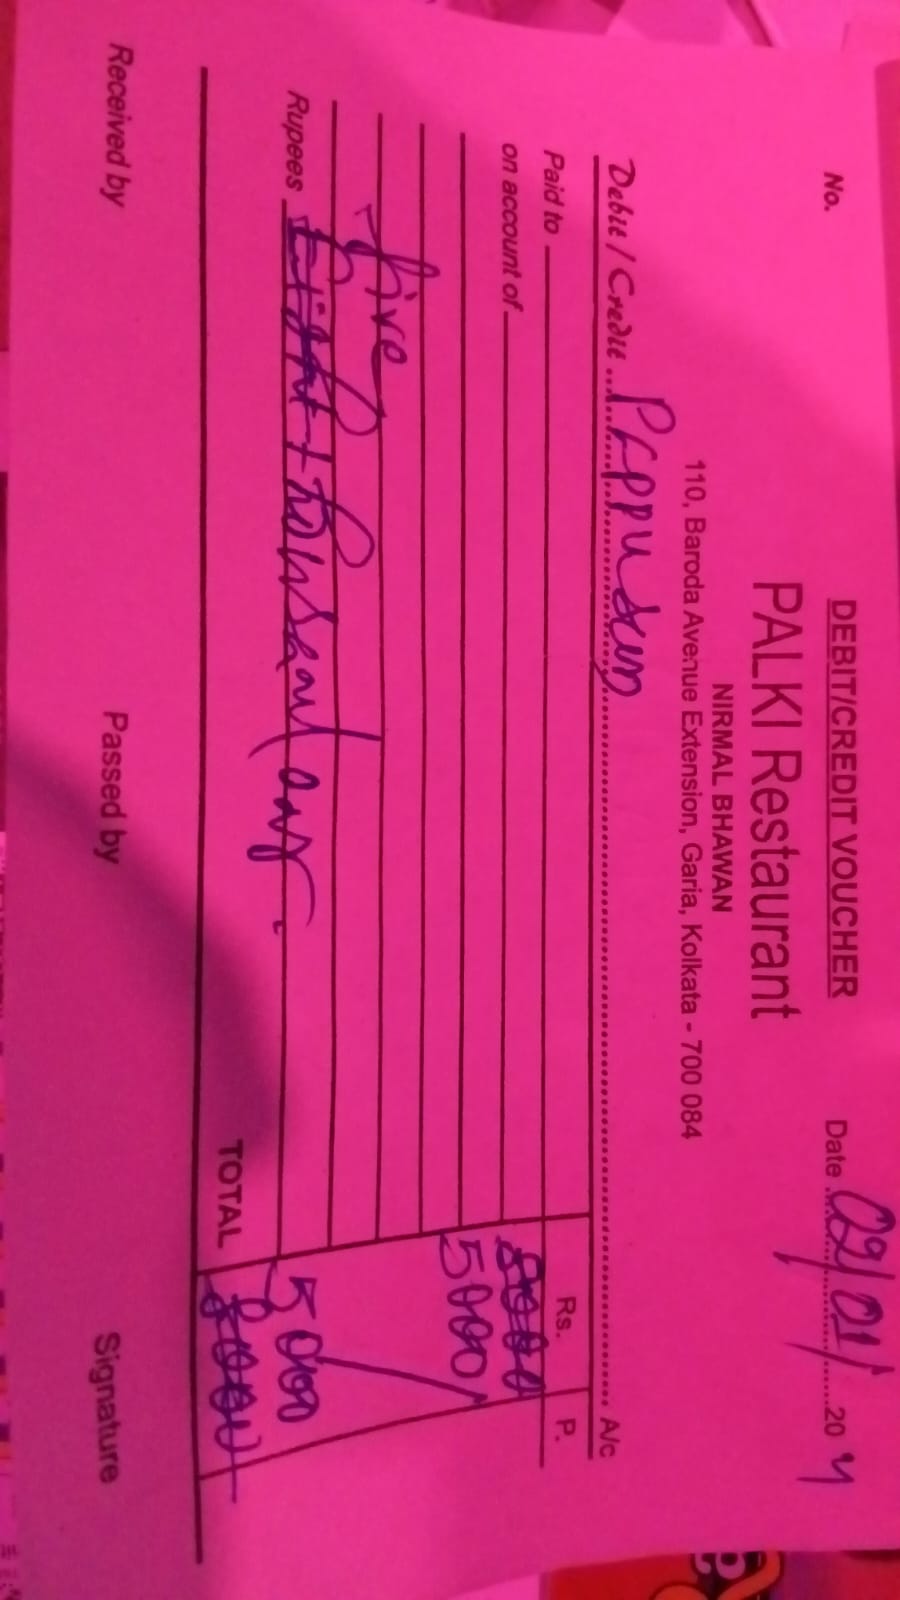 DEBIT/CREDIT VOUCHER
No. Date 09/01/ 20 4
PALKI Restaurant
NIRMAL BHAWAN
110, Baroda Avenue Extension, Garia, Kolkata - 700 084
Debit / Credit A/c
Paid to Rs. P.
on account of 8000
5000/
five
Rupees Eight thousand only 5000
TOTAL 8000
Received by Passed by Signature